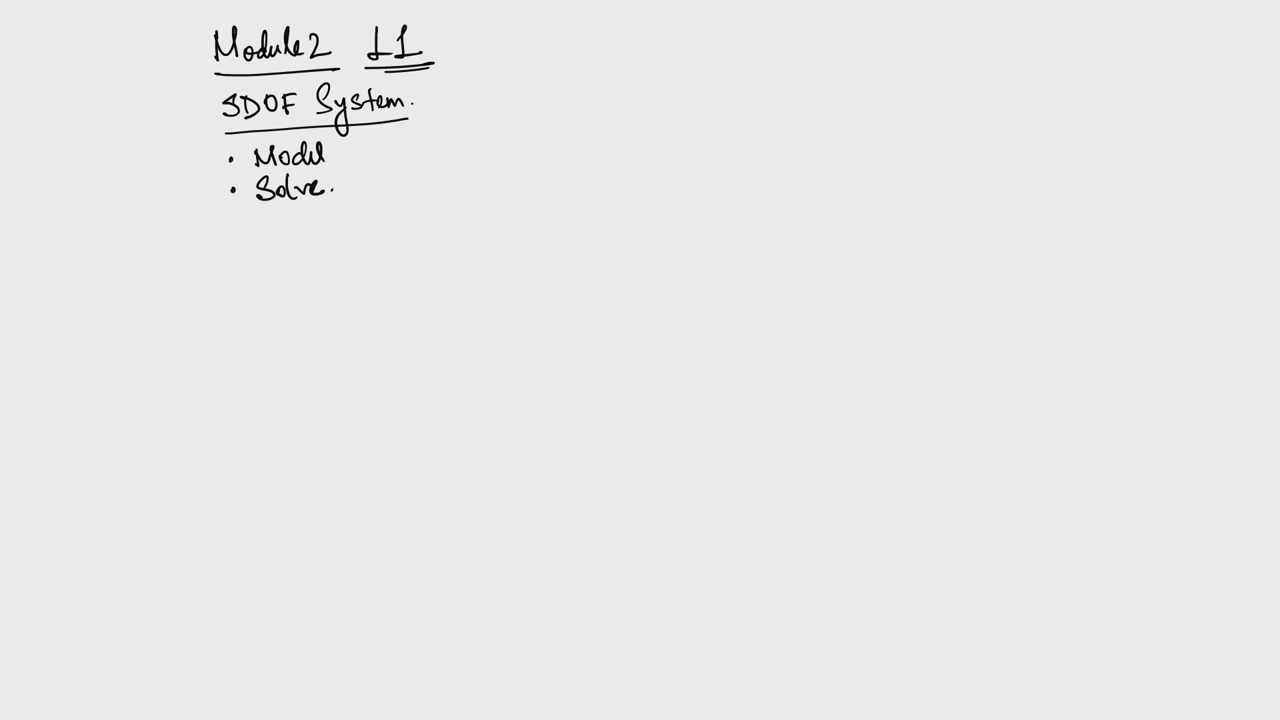 Module 2 L1
SDOF System.
• Model
• Solve.